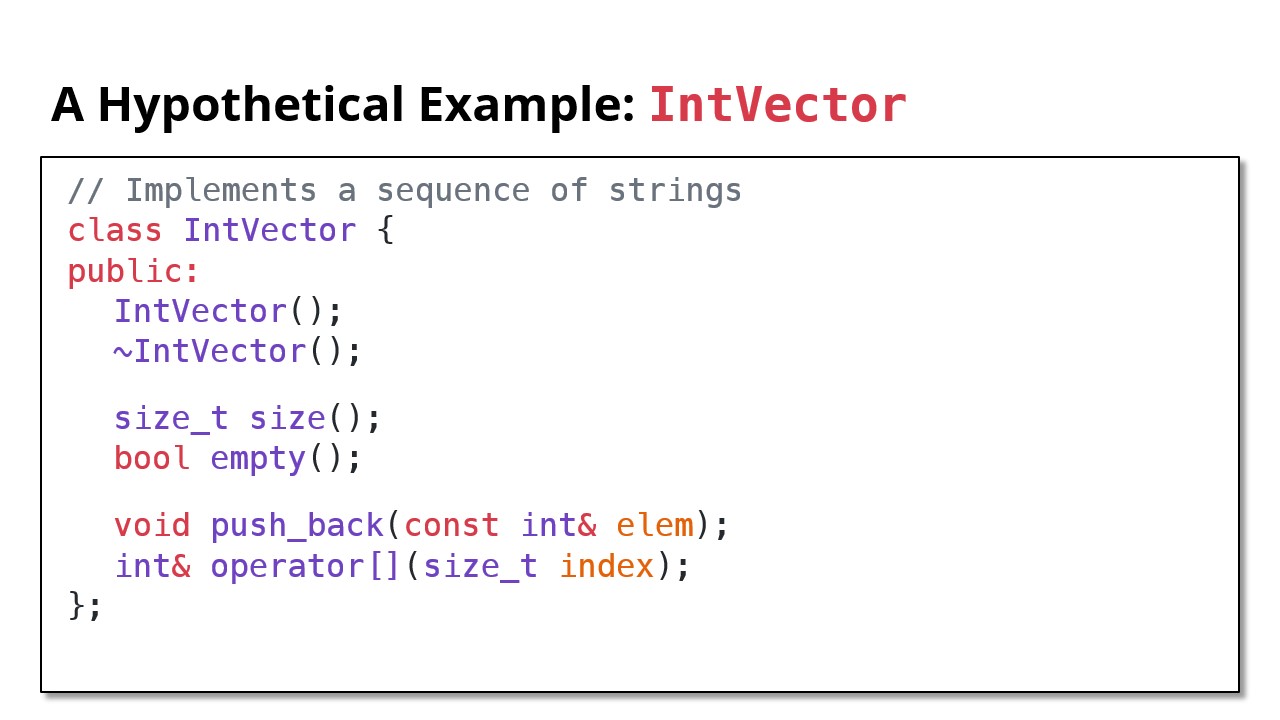 A Hypothetical Example: IntVector
// Implements a sequence of strings
class IntVector {
public:
IntVector();
~IntVector();
size_t size();
bool empty();
void push_back(const int& elem);
int& operator[](size_t index);
};